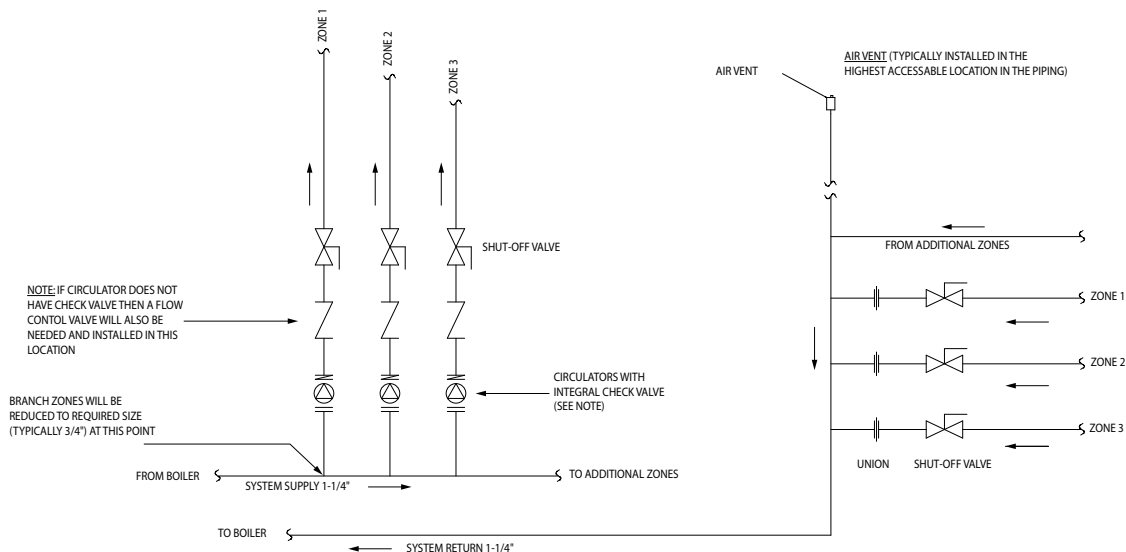 ZONE 1
ZONE 2
ZONE 3
AIR VENT (TYPICALLY INSTALLED IN THE
HIGHEST ACCESSABLE LOCATION IN THE PIPING)
AIR VENT
SHUT-OFF VALVE
FROM ADDITIONAL ZONES
NOTE: IF CIRCULATOR DOES NOT
HAVE CHECK VALVE THEN A FLOW
CONTOL VALVE WILL ALSO BE
NEEDED AND INSTALLED IN THIS
LOCATION
ZONE 1
ZONE 2
CIRCULATORS WITH
INTEGRAL CHECK VALVE
(SEE NOTE)
BRANCH ZONES WILL BE
REDUCED TO REQUIRED SIZE
(TYPICALLY 3/4") AT THIS POINT
ZONE 3
UNION
SHUT-OFF VALVE
FROM BOILER
SYSTEM SUPPLY 1-1/4"
TO ADDITIONAL ZONES
TO BOILER
SYSTEM RETURN 1-1/4"